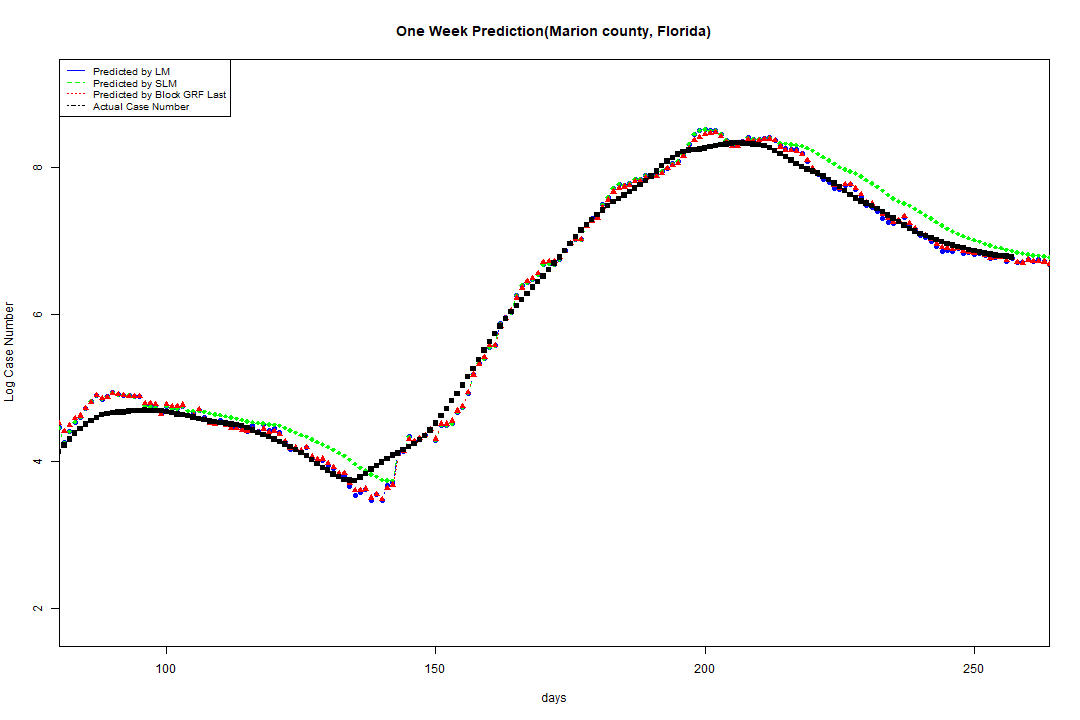 One Week Prediction(Marion county, Florida)
Predicted by LM
Predicted by SLM
Predicted by Block GRF Last
Actual Case Number
8
6
4
2
Log Case Number
100
150
200
250
days